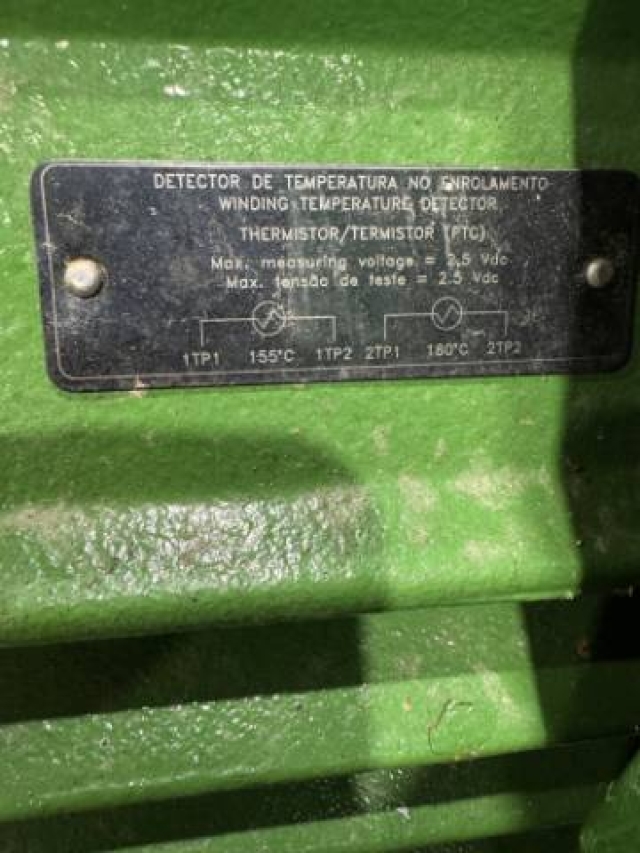 DETECTOR DE TEMPERATURA NO ENROLAMENTO
WINDING TEMPERATURE DETECTOR
THERMISTOR/TERMISTOR (PTC)
Max. measuring voltage = 2.5 Vdc
Max. tensão de teste = 2.5 Vdc
1TP1 155°C 1TP2 2TP1 180°C 2TP2